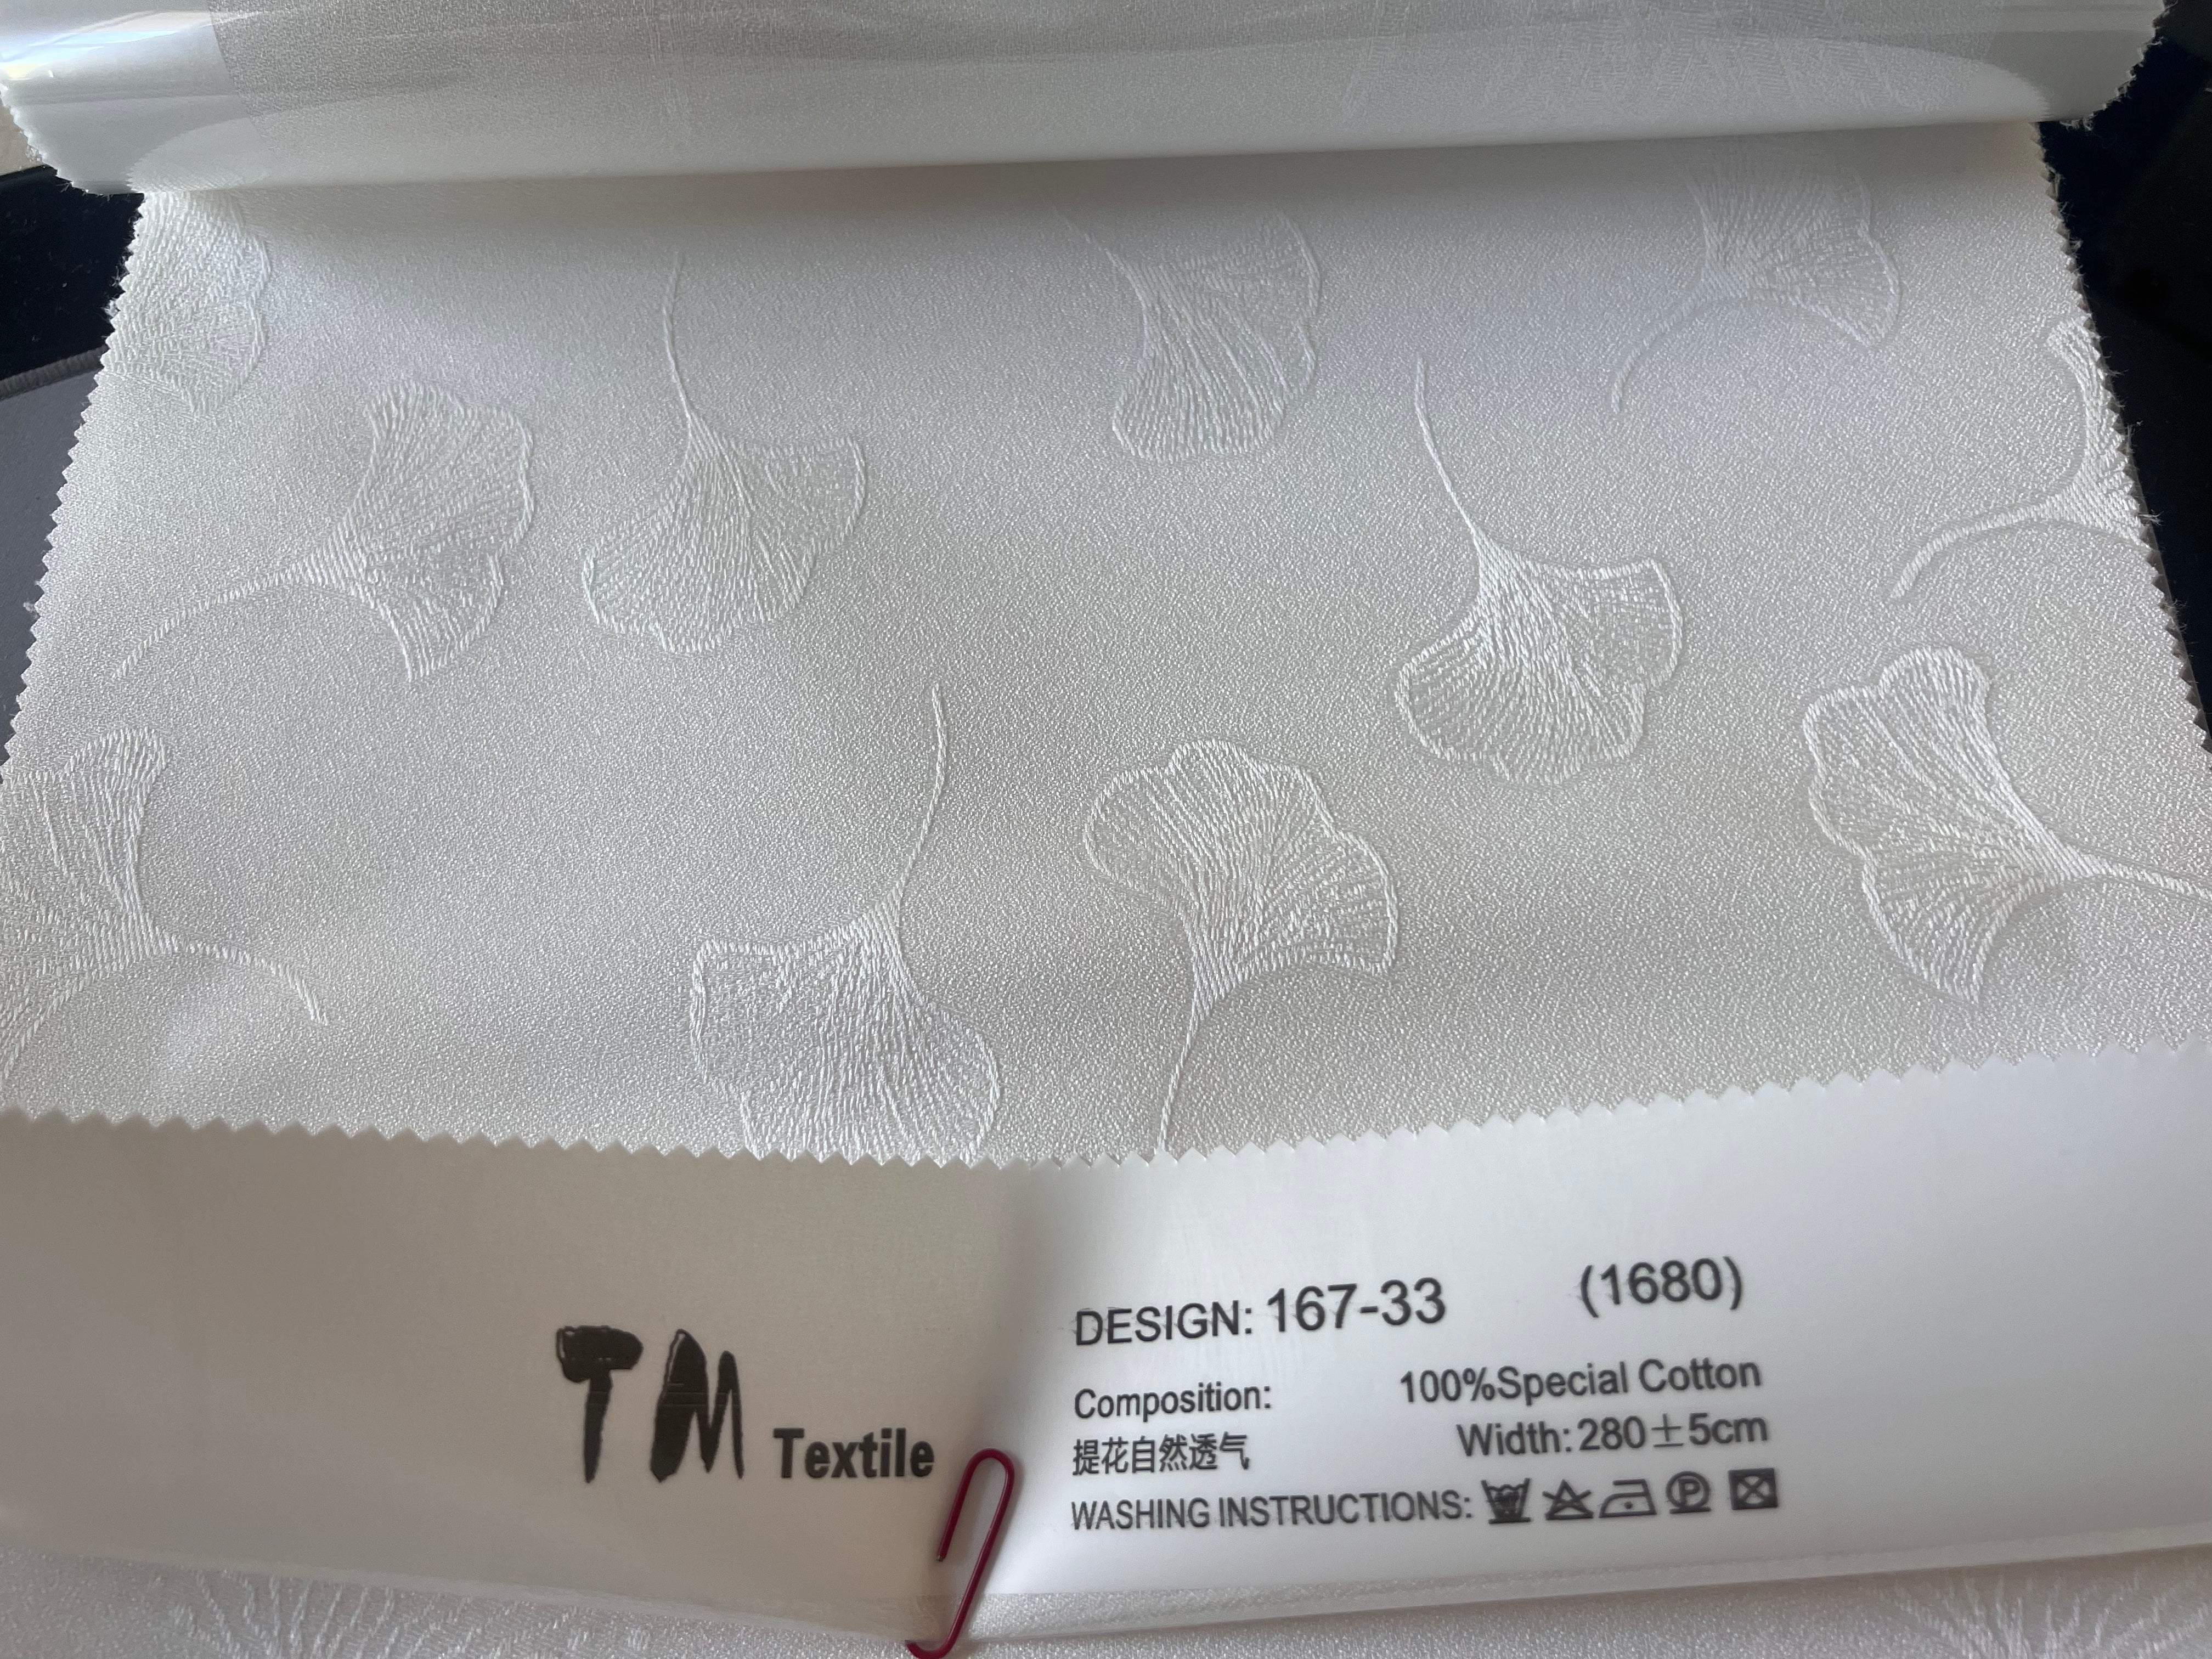 TM Textile
DESIGN: 167-33 (1680)
Composition: 100%Special Cotton
提花自然透气 Width:280±5cm
WASHING INSTRUCTIONS: P